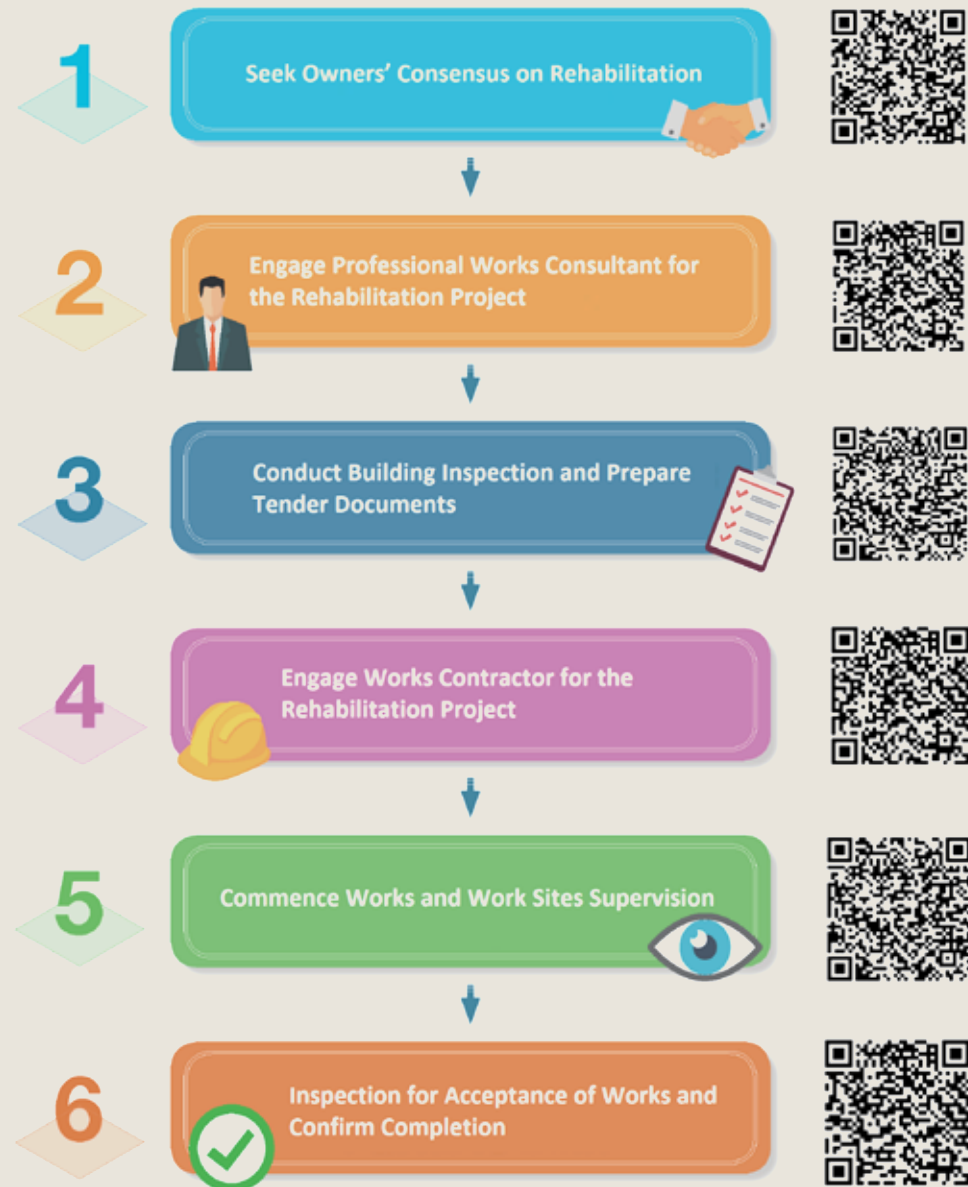 1
Seek Owners’ Consensus on Rehabilitation
2
Engage Professional Works Consultant for
the Rehabilitation Project
3
Conduct Building Inspection and Prepare
Tender Documents
4
Engage Works Contractor for the
Rehabilitation Project
5
Commence Works and Work Sites Supervision
6
Inspection for Acceptance of Works and
Confirm Completion